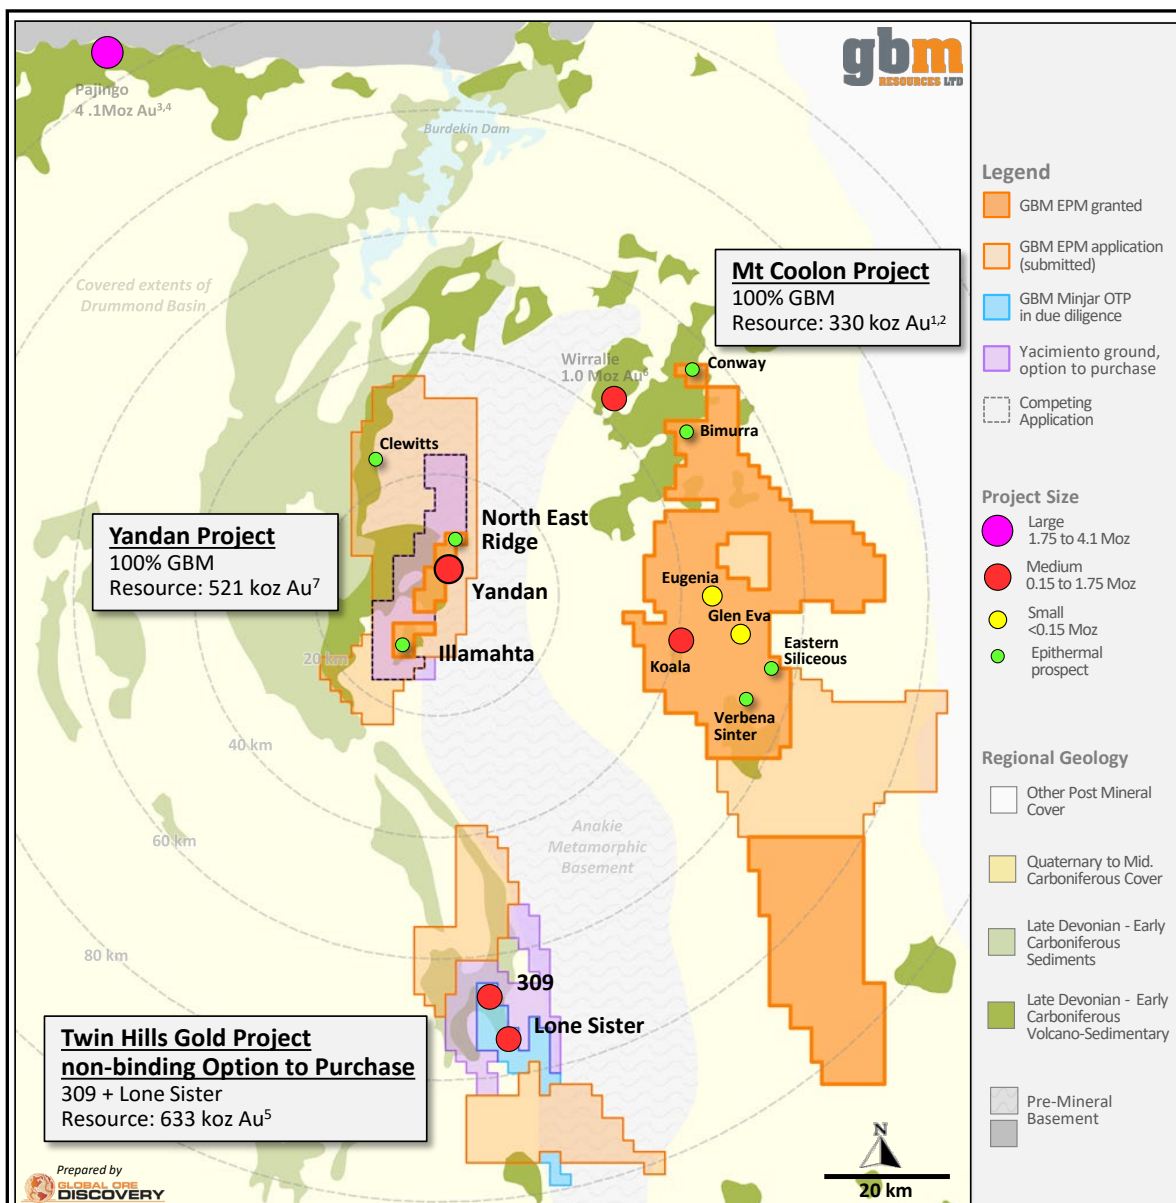 gbm
RESOURCES LTD
Pajingo
4 .1Moz Au3,4
Burdekin Dam
Covered extents of
Drummond Basin
Mt Coolon Project
100% GBM
Resource: 330 koz Au1,2
Wirralie
1.0 Moz Au6
Conway
Bimurra
Clewitts
Yandan Project
100% GBM
Resource: 521 koz Au7
North East
Ridge
Yandan
Illamahta
Eugenia
Glen Eva
Koala
Eastern
Siliceous
Verbena
Sinter
20 km
40 km
60 km
80 km
Anakie
Metamorphic
Basement
309
Lone Sister
Twin Hills Gold Project
non-binding Option to Purchase
309 + Lone Sister
Resource: 633 koz Au5
Prepared by
GLOBAL ORE
DISCOVERY
N
20 km
Legend
GBM EPM granted
GBM EPM application
(submitted)
GBM Minjar OTP
in due diligence
Yacimiento ground,
option to purchase
Competing
Application
Project Size
Large
1.75 to 4.1 Moz
Medium
0.15 to 1.75 Moz
Small
<0.15 Moz
Epithermal
prospect
Regional Geology
Other Post Mineral
Cover
Quaternary to Mid.
Carboniferous Cover
Late Devonian - Early
Carboniferous
Sediments
Late Devonian - Early
Carboniferous
Volcano-Sedimentary
Pre-Mineral
Basement